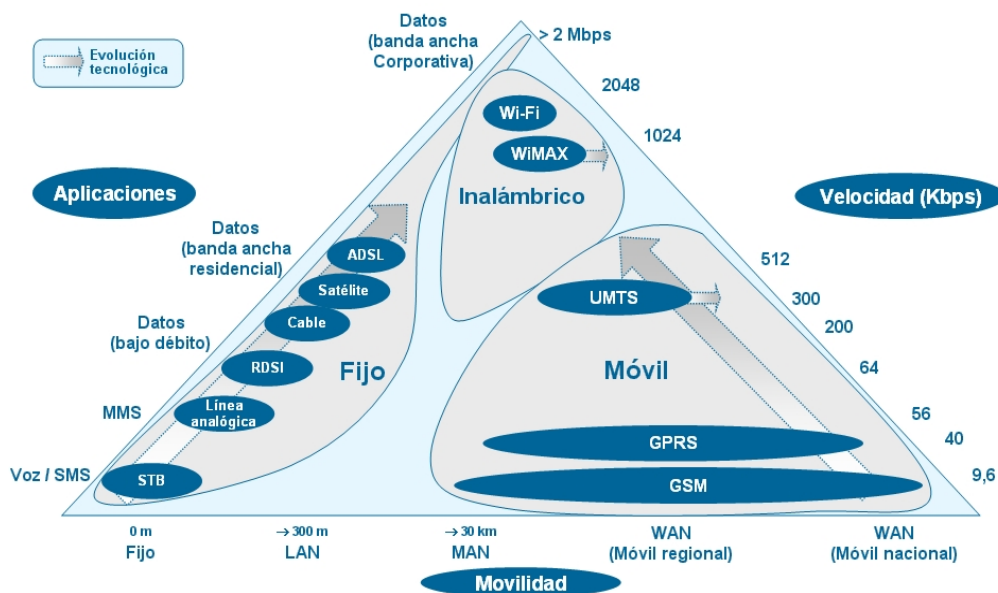 Evolución
tecnológica
Datos
(banda ancha
Corporativa)
> 2 Mbps
2048
Wi-Fi
1024
WiMAX
Aplicaciones
Inalámbrico
Velocidad (Kbps)
Datos
(banda ancha
residencial)
ADSL
512
Satélite
UMTS
300
Datos
(bajo débito)
Cable
200
RDSI
Fijo
Móvil
64
MMS
Línea
analógica
56
GPRS
40
Voz / SMS
STB
GSM
9,6
0 m
Fijo
→ 300 m
LAN
→ 30 km
MAN
WAN
(Móvil regional)
WAN
(Móvil nacional)
Movilidad